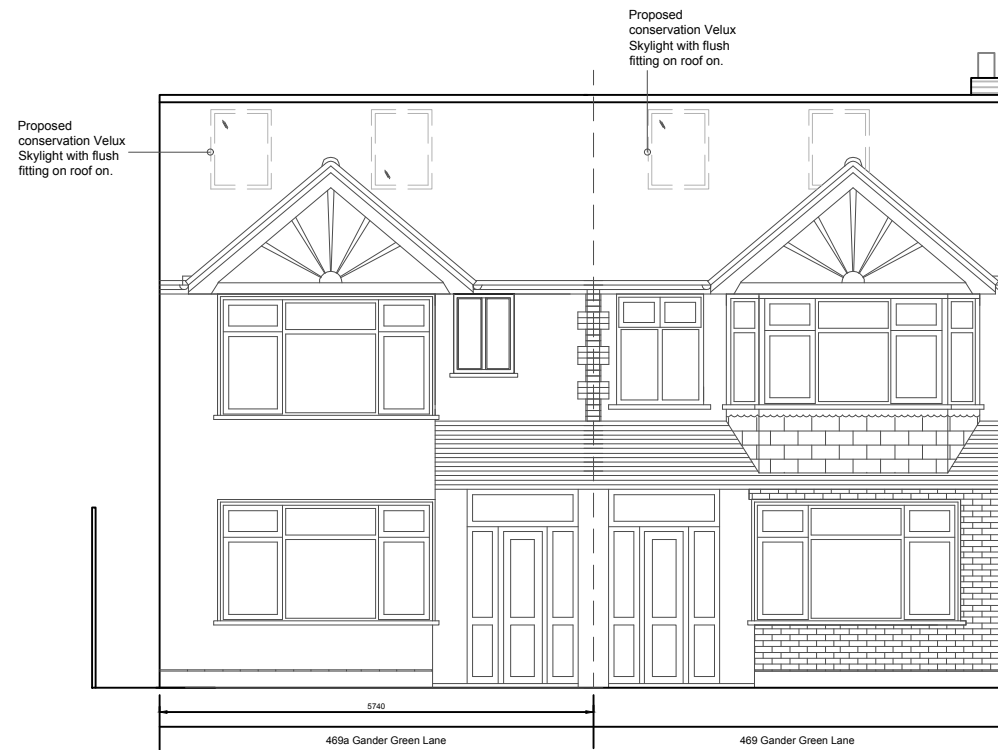 Proposed
conservation Velux
Skylight with flush
fitting on roof on.
Proposed
conservation Velux
Skylight with flush
fitting on roof on.
5740
469a Gander Green Lane
469 Gander Green Lane